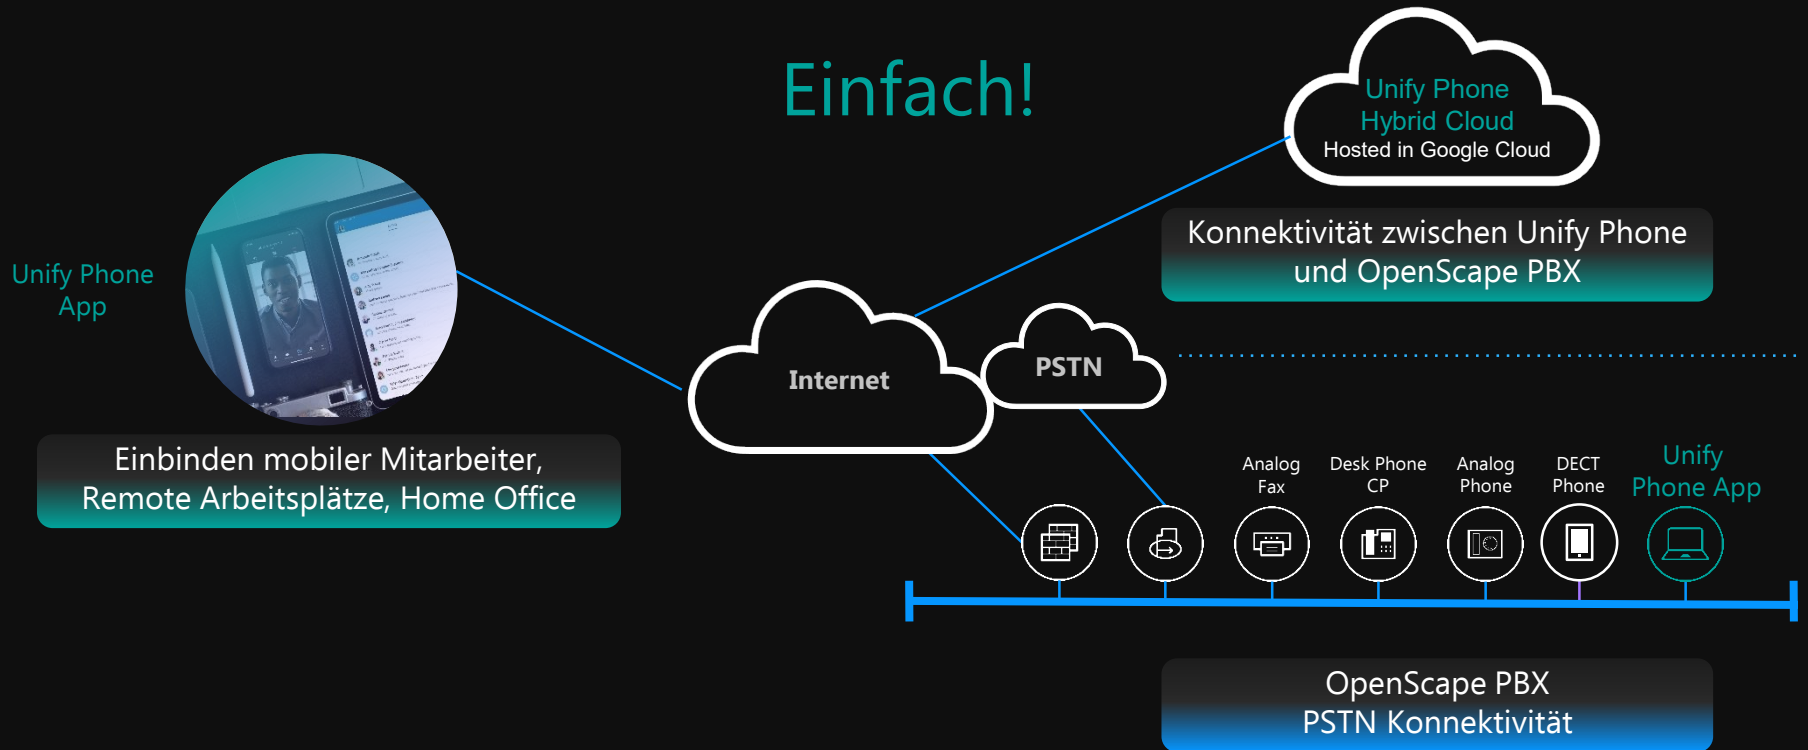 Einfach!
Unify Phone
Hybrid Cloud
Hosted in Google Cloud
Konnektivität zwischen Unify Phone
und OpenScape PBX
Unify Phone
App
Einbinden mobiler Mitarbeiter,
Remote Arbeitsplätze, Home Office
Internet
PSTN
Analog
Fax
Desk Phone
CP
Analog
Phone
DECT
Phone
Unify
Phone App
OpenScape PBX
PSTN Konnektivität